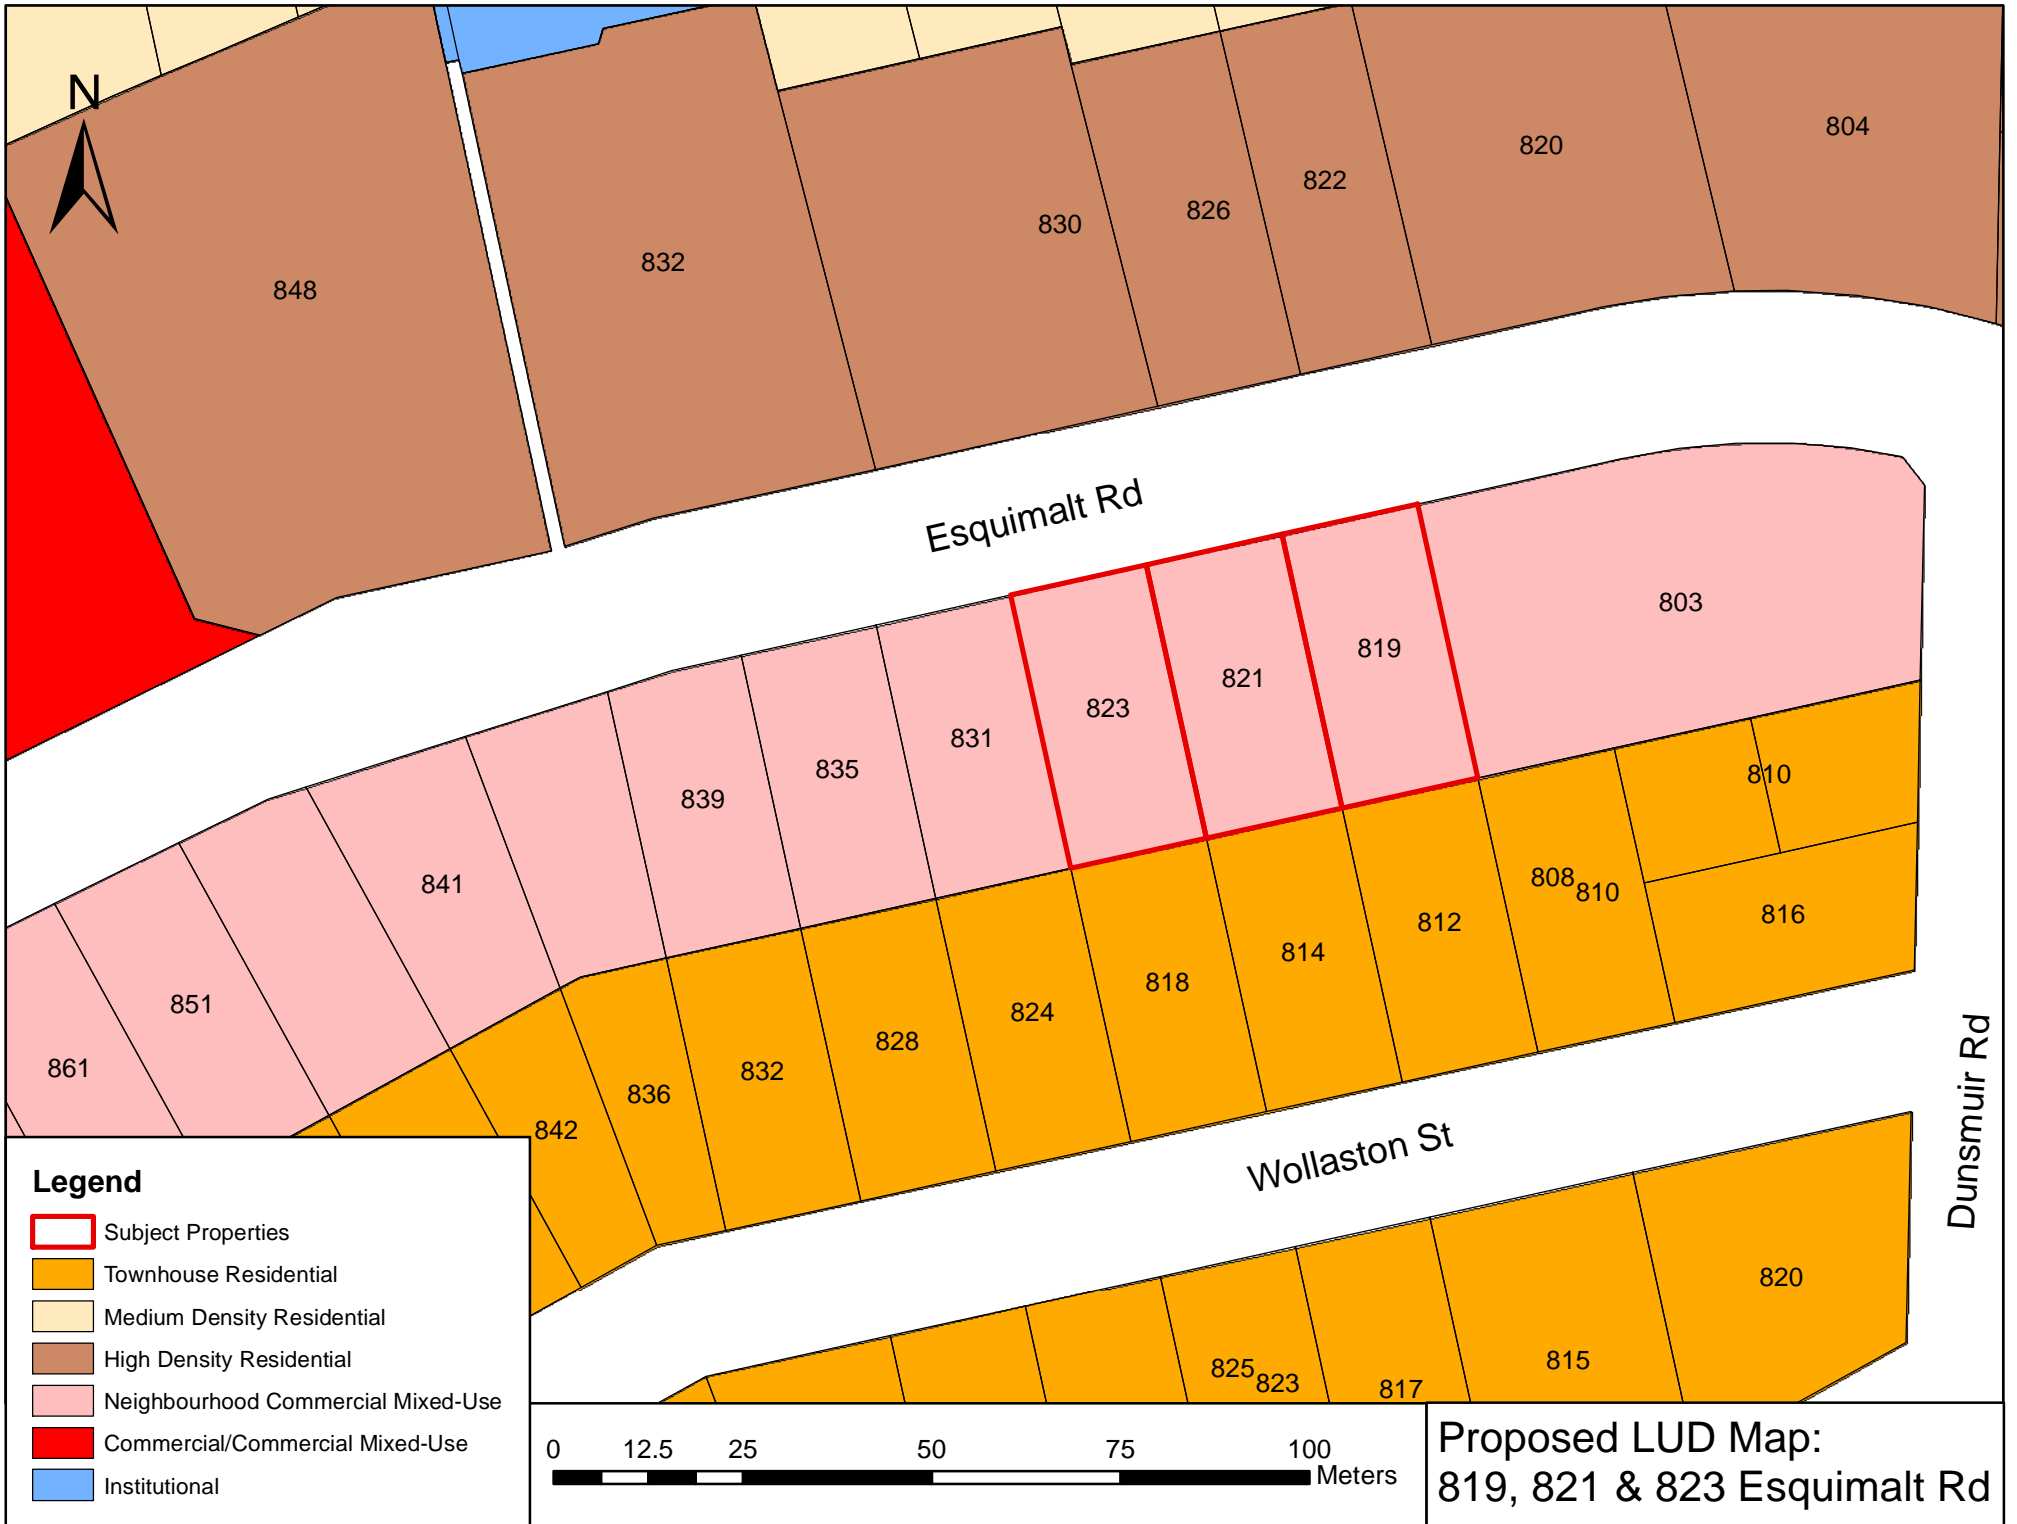 N
804
820
822
826
830
832
848
Esquimalt Rd
803
819
821
823
831
835
839
841
851
861
810
808
810
816
812
814
818
824
828
832
836
842
Wollaston St
Dunsmuir Rd
820
815
817
825
823
Legend
Subject Properties
Townhouse Residential
Medium Density Residential
High Density Residential
Neighbourhood Commercial Mixed-Use
Commercial/Commercial Mixed-Use
Institutional
0 12.5 25 50 75 100
Meters
Proposed LUD Map:
819, 821 & 823 Esquimalt Rd